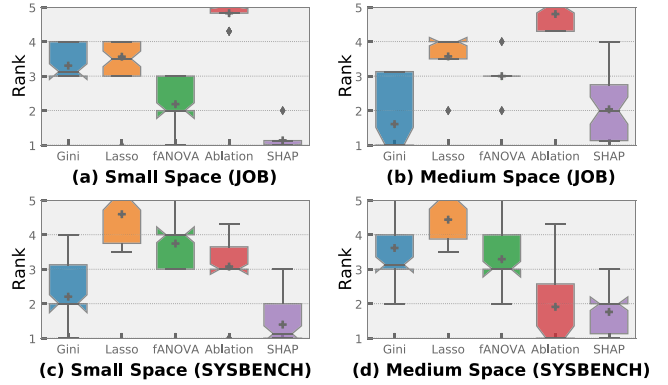 5
4
3
2
1
Rank
Gini Lasso fANOVA Ablation SHAP
(a) Small Space (JOB)
5
4
3
2
1
Rank
Gini Lasso fANOVA Ablation SHAP
(b) Medium Space (JOB)
5
4
3
2
1
Rank
Gini Lasso fANOVA Ablation SHAP
(c) Small Space (SYSBENCH)
5
4
3
2
1
Rank
Gini Lasso fANOVA Ablation SHAP
(d) Medium Space (SYSBENCH)